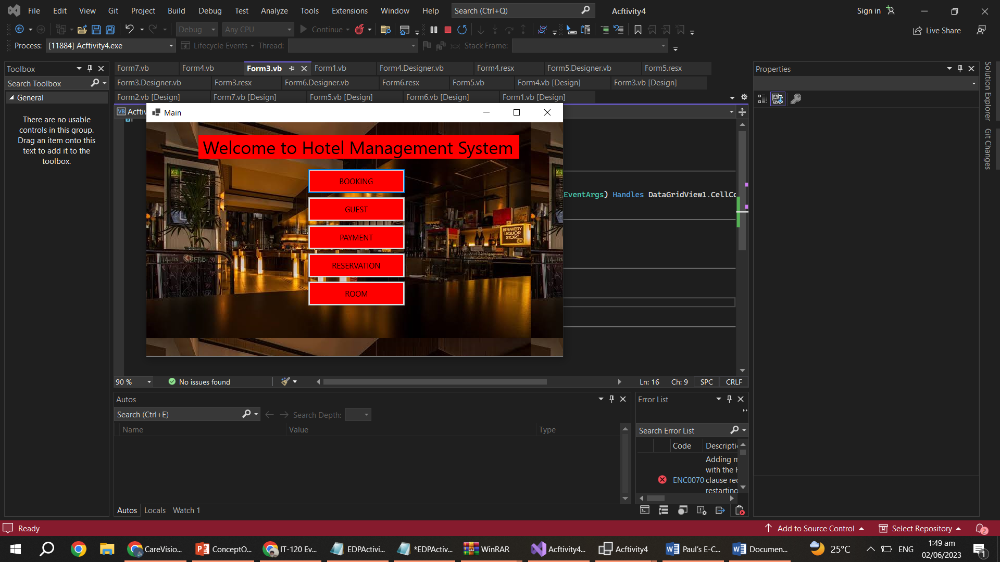 File Edit View Git Project Build Debug Test Analyze Tools Extensions Window Help Search (Ctrl+Q) Acftivity4 Sign in
Debug Any CPU Continue Live Share
Process: [11884] Acftivity4.exe Lifecycle Events Thread: Stack Frame:
Toolbox
Search Toolbox
General
There are no usable
controls in this group.
Drag an item onto this
text to add it to the
toolbox.
Form7.vb Form4.vb Form3.vb Form1.vb Form4.Designer.vb Form4.resx Form5.Designer.vb Form5.resx
Form3.Designer.vb Form3.resx Form6.Designer.vb Form6.resx Form5.vb Form4.vb [Design] Form3.vb [Design]
Form2.vb [Design] Form7.vb [Design] Form5.vb [Design] Form6.vb [Design] Form1.vb [Design]
VB Acftiv
Main
Welcome to Hotel Management System
BOOKING
GUEST
PAYMENT
RESERVATION
ROOM
BREWERY
LIQUOR
STORE
14-TH FEB.
EventArgs) Handles DataGridView1.CellCo
90 % No issues found Ln: 16 Ch: 9 SPC CRLF
Autos
Search (Ctrl+E) Search Depth:
Name Value Type
Autos Locals Watch 1
Error List
Search Error List
Code Descriptic
Adding m
with the H
ENC0070 clause rec
restarting
Properties
Solution Explorer
Git Changes
Ready Add to Source Control Select Repository 2
CareVisio... ConceptO... IT-120 Ev... EDPActivi... *EDPActiv... WinRAR Acftivity4... Acftivity4 Paul's E-C... Documen... 25°C ENG 1:49 am
02/06/2023 1